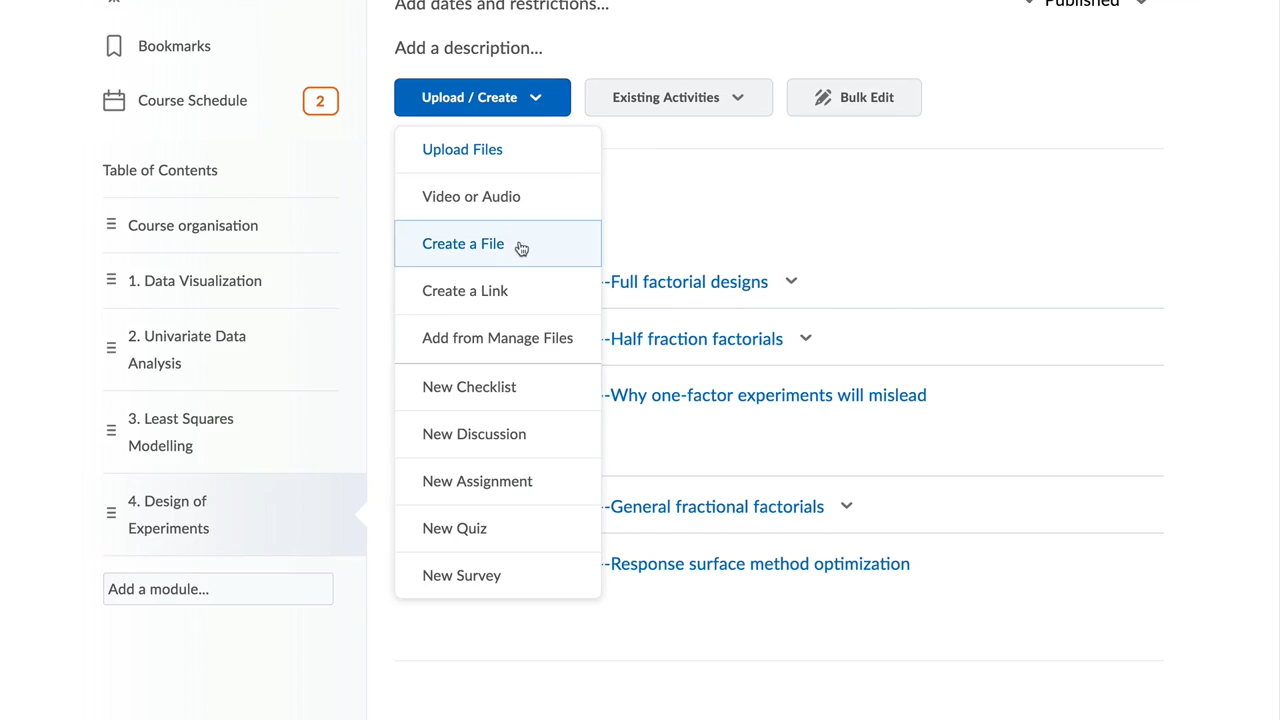 Add dates and restrictions...
Published
Bookmarks
Add a description...
Course Schedule
2
Upload / Create
Existing Activities
Bulk Edit
Upload Files
Video or Audio
Create a File
Create a Link
Add from Manage Files
New Checklist
New Discussion
New Assignment
New Quiz
New Survey
Table of Contents
Course organisation
1. Data Visualization
2. Univariate Data
Analysis
3. Least Squares
Modelling
4. Design of
Experiments
Add a module...
--Full factorial designs
--Half fraction factorials
--Why one-factor experiments will mislead
--General fractional factorials
--Response surface method optimization